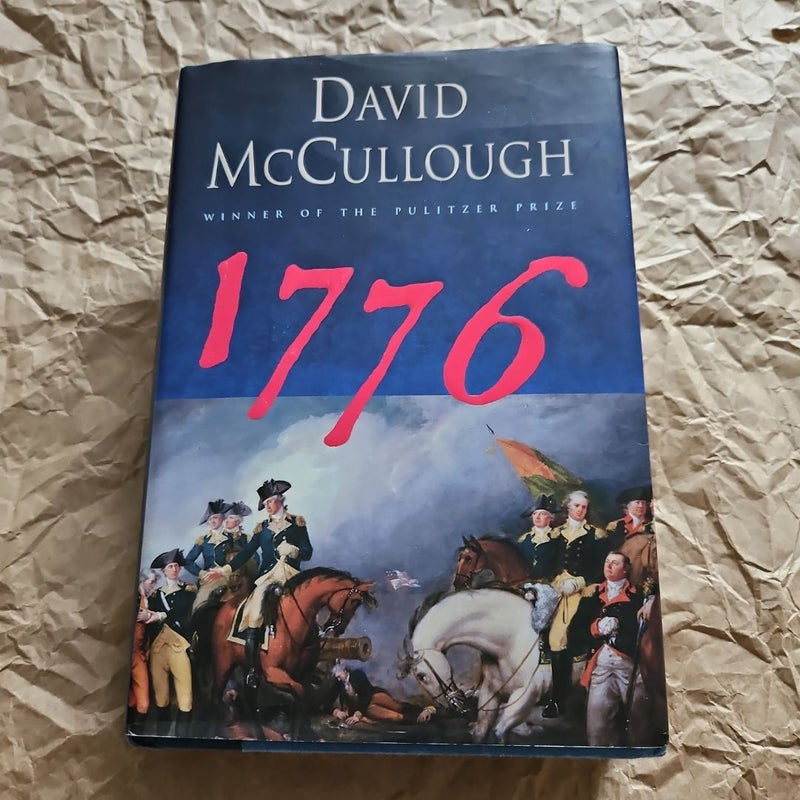 DAVID
MCCULLOUGH
WINNER OF THE PULITZER PRIZE
1776